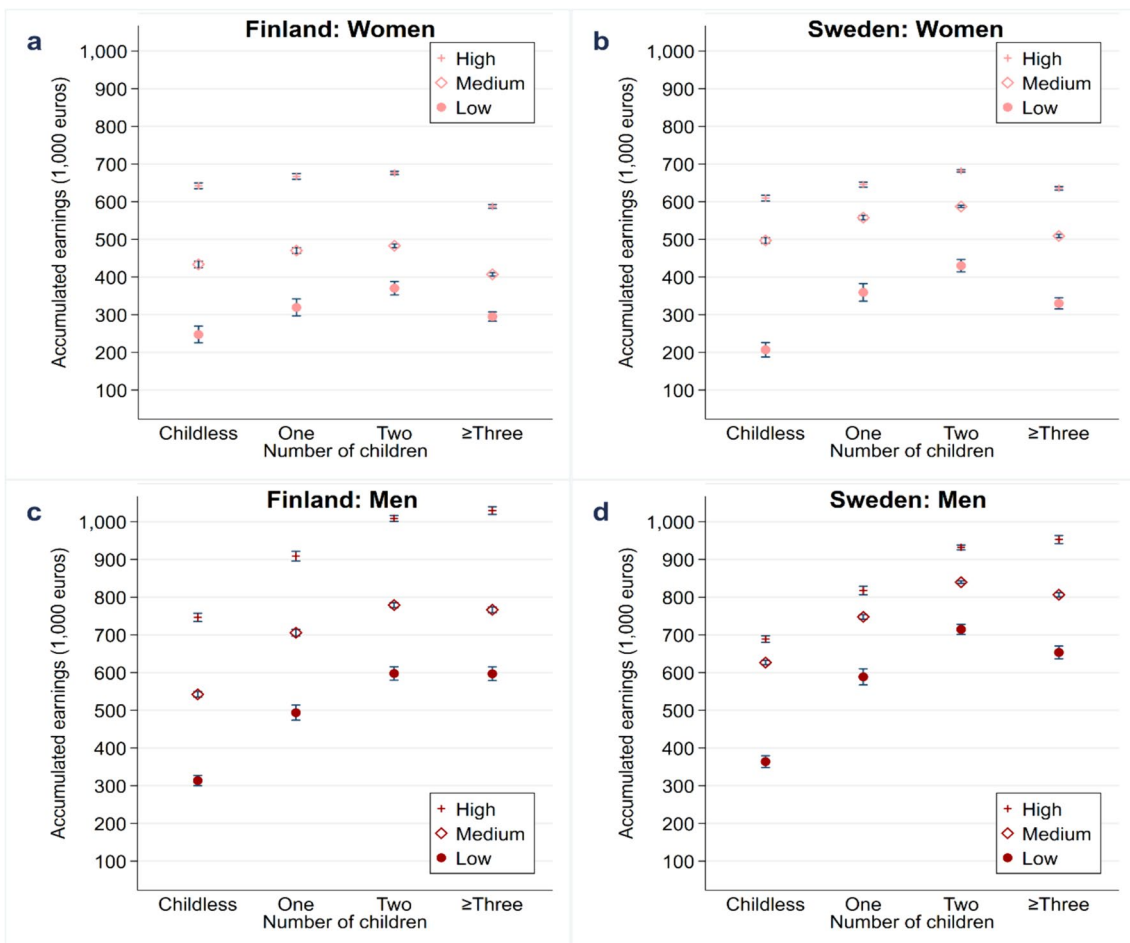 a
Finland: Women
High
Medium
Low
Accumulated earnings (1,000 euros)
1,000
900
800
700
600
500
400
300
200
100
Childless One Two ≥Three
Number of children
b
Sweden: Women
High
Medium
Low
Accumulated earnings (1,000 euros)
1,000
900
800
700
600
500
400
300
200
100
Childless One Two ≥Three
Number of children
c
Finland: Men
Accumulated earnings (1,000 euros)
1,000
900
800
700
600
500
400
300
200
100
High
Medium
Low
Childless One Two ≥Three
Number of children
d
Sweden: Men
Accumulated earnings (1,000 euros)
1,000
900
800
700
600
500
400
300
200
100
High
Medium
Low
Childless One Two ≥Three
Number of children